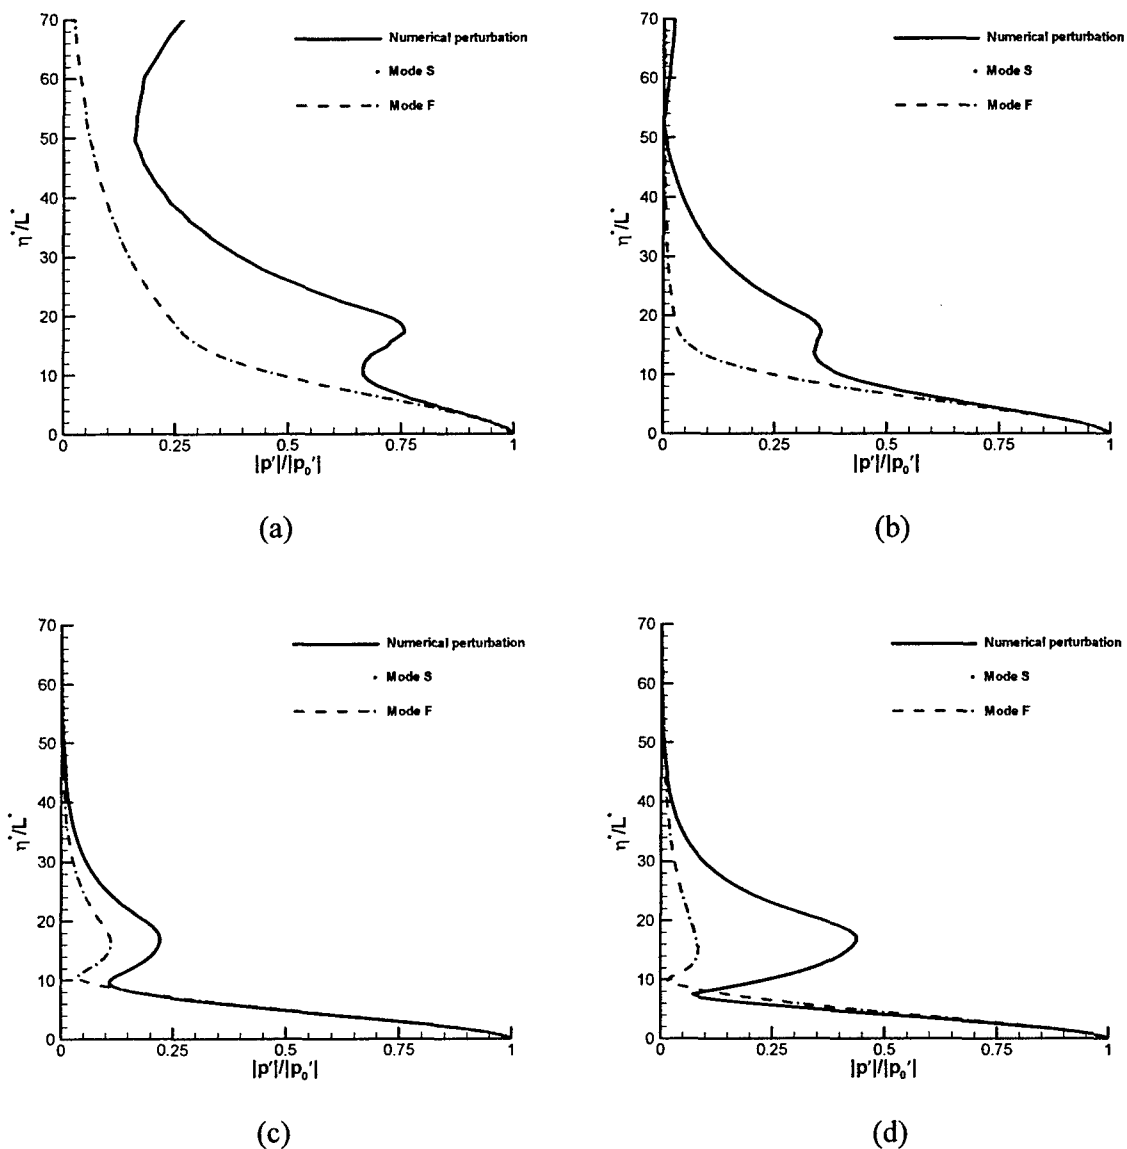 70
60
50
40
30
20
10
0
η*/L*
0 0.25 0.5 0.75 1
|p'|/|p₀'|
Numerical perturbation
Mode S
Mode F
(a)
70
60
50
40
30
20
10
0
η*/L*
0 0.25 0.5 0.75 1
|p'|/|p₀'|
Numerical perturbation
Mode S
Mode F
(b)
70
60
50
40
30
20
10
0
η*/L*
0 0.25 0.5 0.75 1
|p'|/|p₀'|
Numerical perturbation
Mode S
Mode F
(c)
70
60
50
40
30
20
10
0
η*/L*
0 0.25 0.5 0.75 1
|p'|/|p₀'|
Numerical perturbation
Mode S
Mode F
(d)